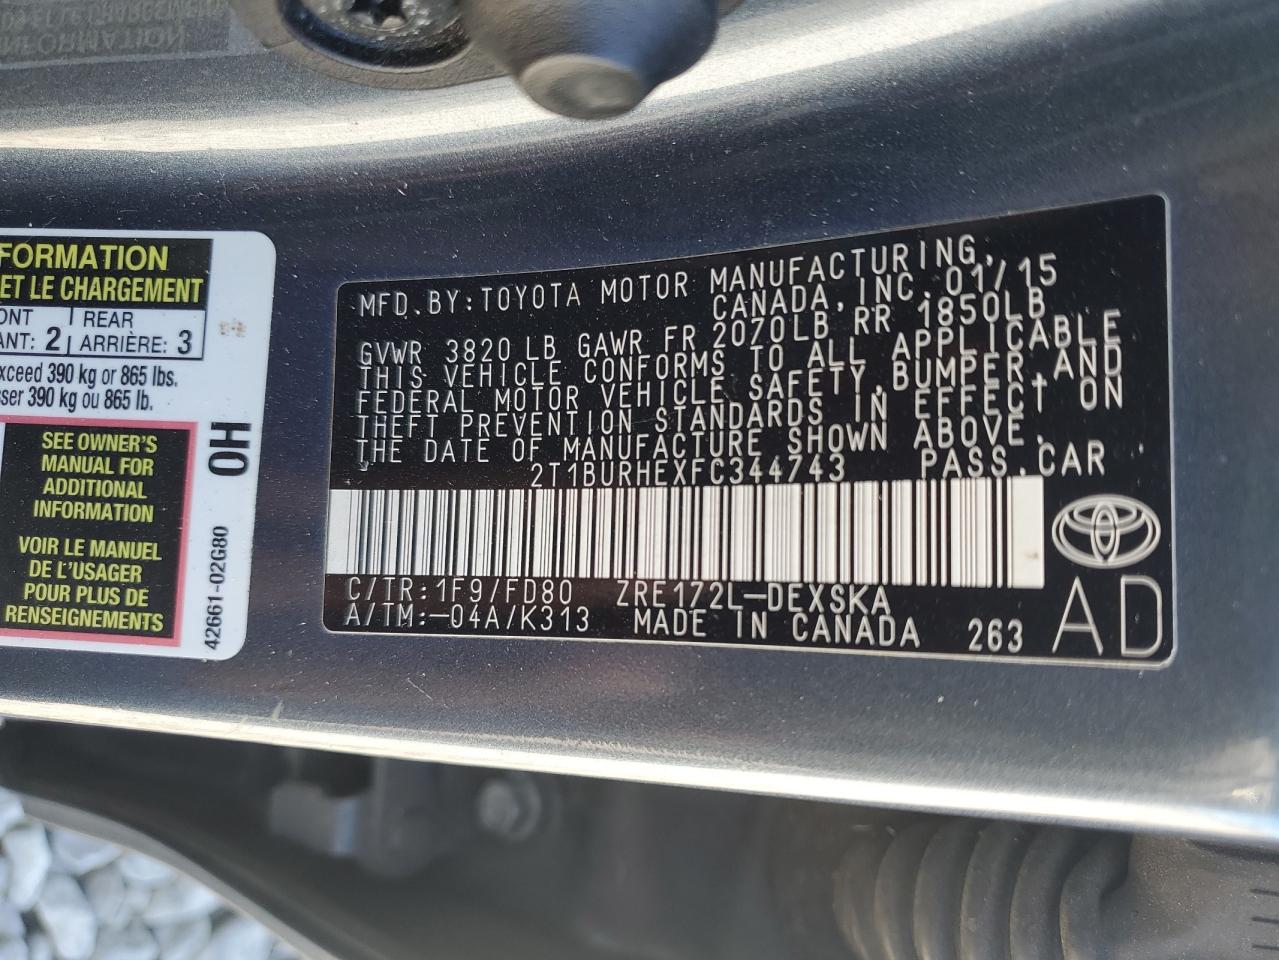 INFORMATION
FORMATION
ET LE CHARGEMENT
ONT
REAR
ANT: 2
ARRIÈRE: 3
xceed 390 kg or 865 lbs.
sser 390 kg ou 865 lb.
SEE OWNER'S
MANUAL FOR
ADDITIONAL
INFORMATION
VOIR LE MANUEL
DE L'USAGER
POUR PLUS DE
RENSEIGNEMENTS
OH
42661-02G80
MFD.BY:TOYOTA MOTOR MANUFACTURING,
CANADA,INC.01/15
GVWR 3820 LB GAWR FR 2070LB RR 1850LB
THIS VEHICLE CONFORMS TO ALL APPLICABLE
FEDERAL MOTOR VEHICLE SAFETY,BUMPER,AND
THEFT PREVENTION STANDARDS IN EFFECT ON
THE DATE OF MANUFACTURE SHOWN ABOVE.
2T1BURHEXFC344743 PASS.CAR
C/TR:1F9/FD80 ZRE172L-DEXSKA
A/TM:-04A/K313 MADE IN CANADA 263
AD